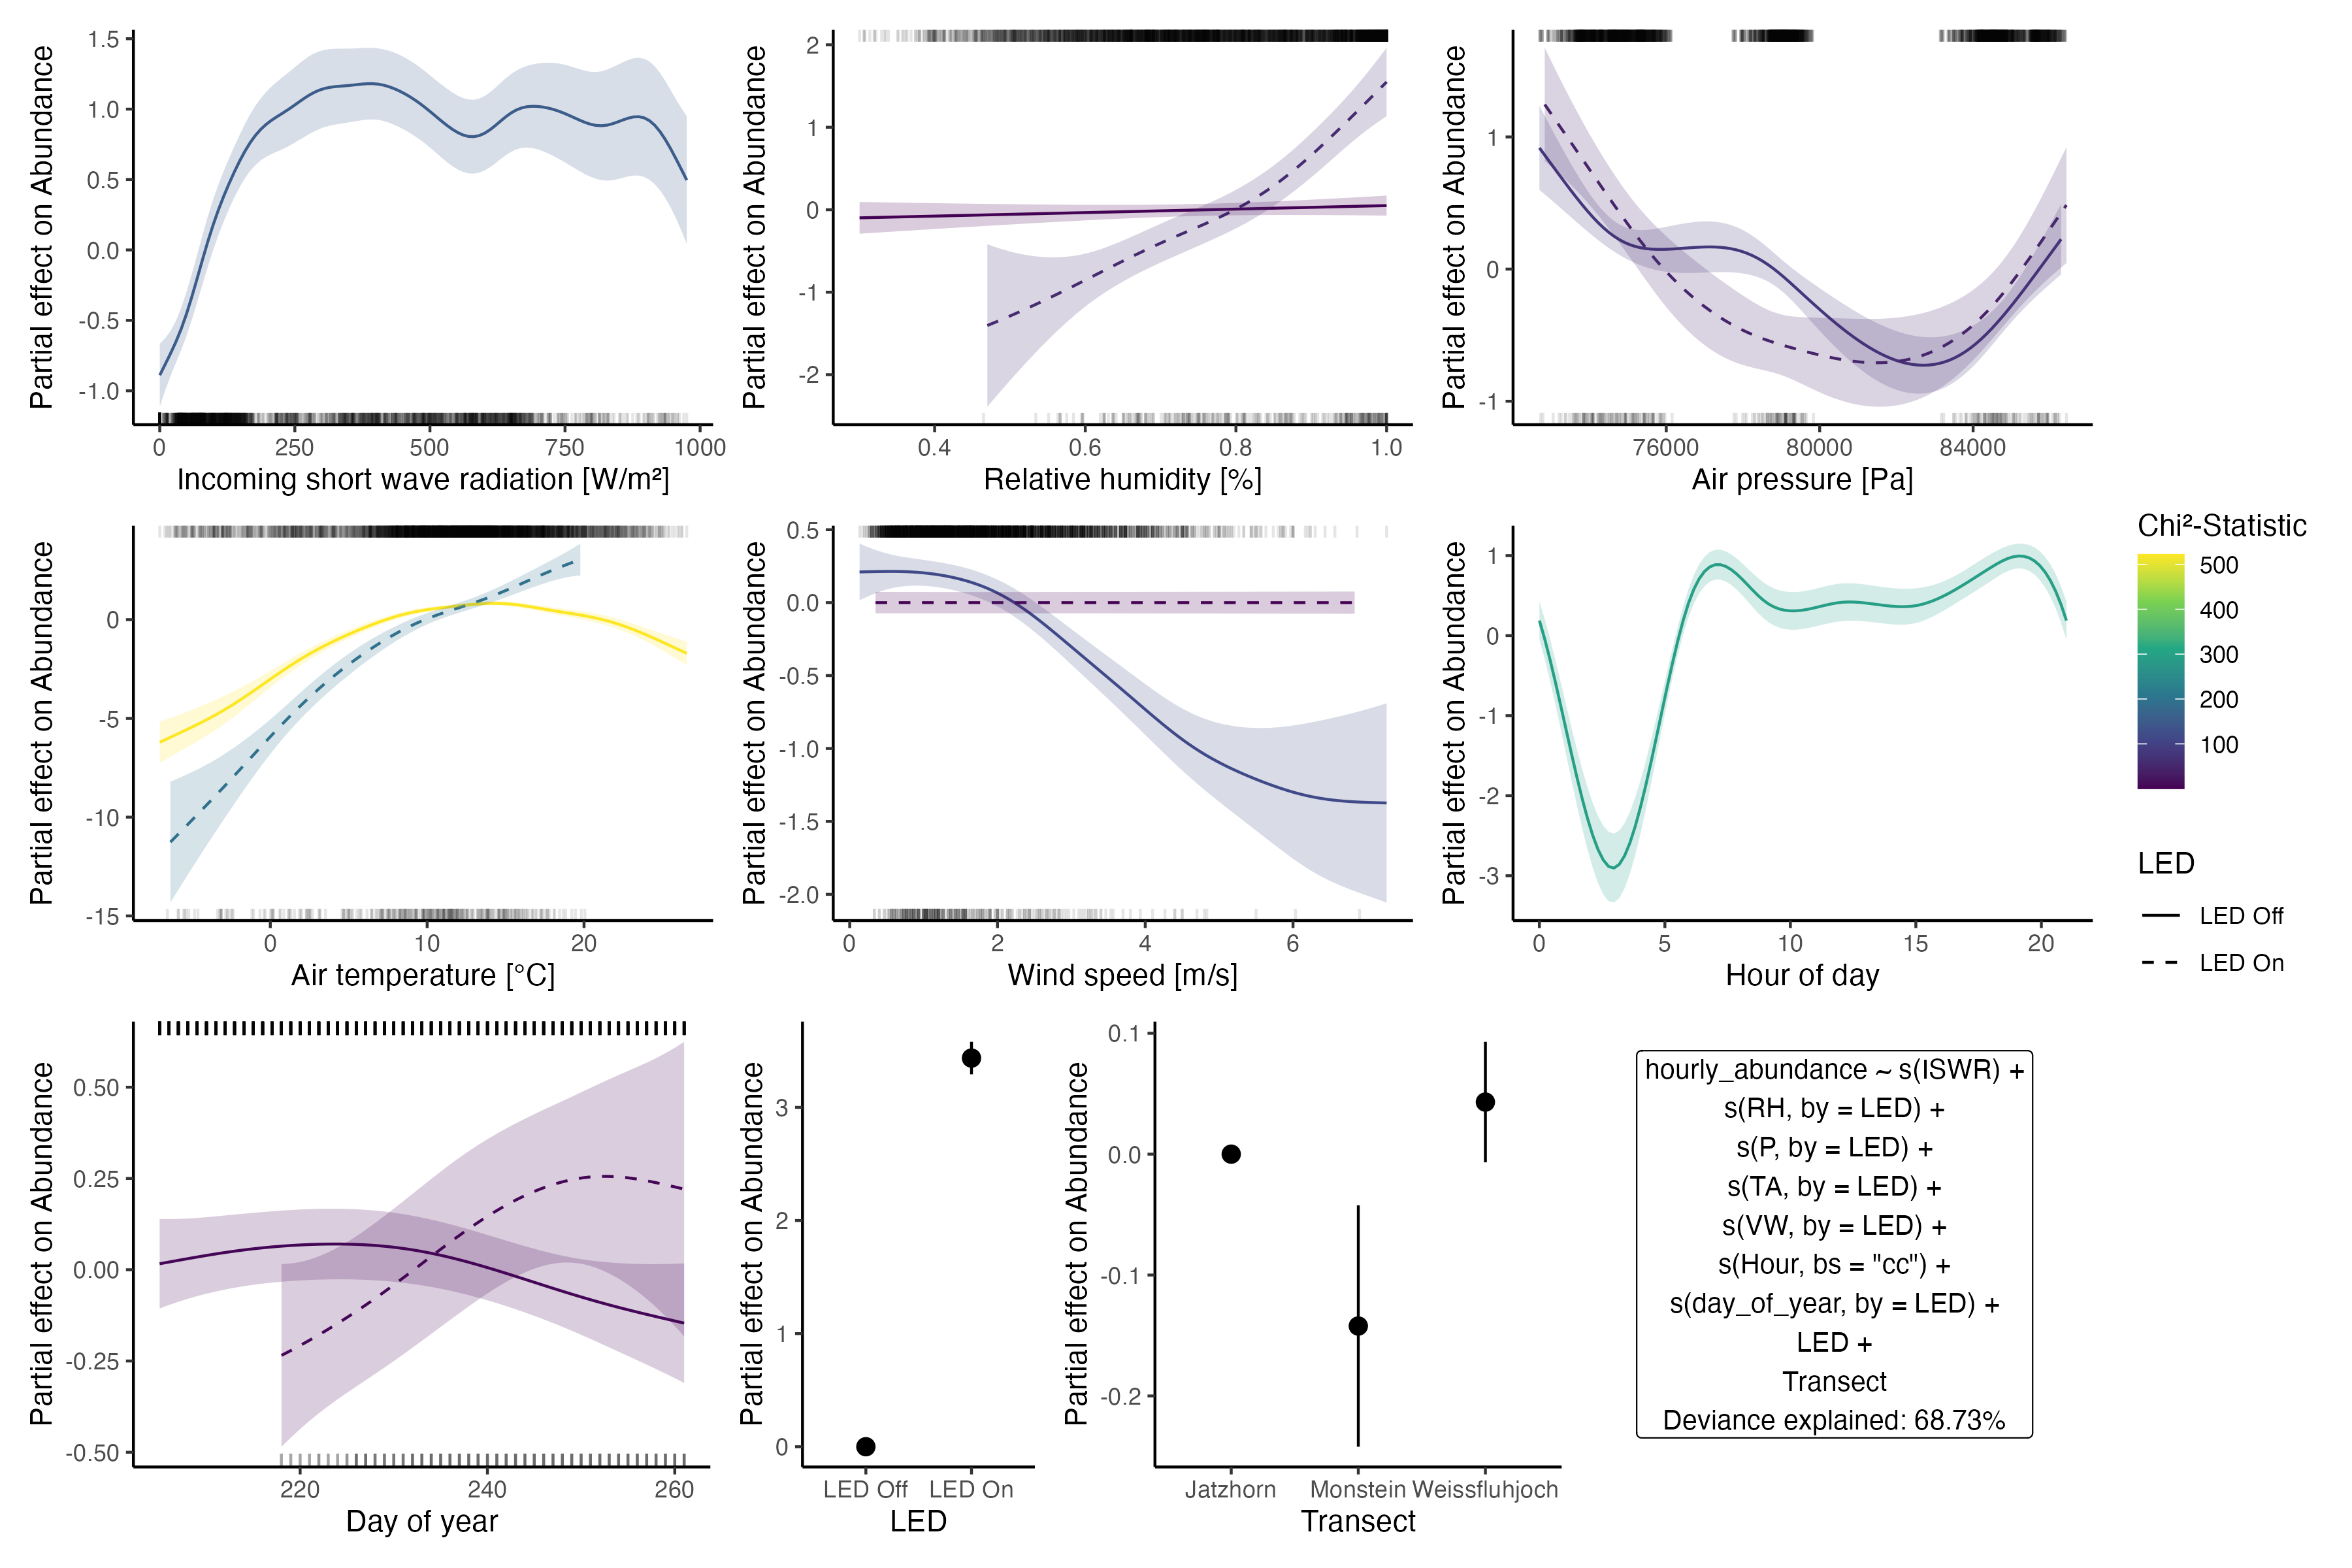 Partial effect on Abundance
1.5
1.0
0.5
0.0
-0.5
-1.0
0
250
500
750
1000
Incoming short wave radiation [W/m²]
Partial effect on Abundance
2
1
0
-1
-2
0.4
0.6
0.8
1.0
Relative humidity [%]
Partial effect on Abundance
1
0
-1
76000
80000
84000
Air pressure [Pa]
Partial effect on Abundance
0
-5
-10
-15
0
10
20
Air temperature [°C]
Partial effect on Abundance
0.5
0.0
-0.5
-1.0
-1.5
-2.0
0
2
4
6
Wind speed [m/s]
Partial effect on Abundance
1
0
-1
-2
-3
0
5
10
15
20
Hour of day
Chi²-Statistic
500
400
300
200
100
LED
LED Off
LED On
Partial effect on Abundance
0.50
0.25
0.00
-0.25
-0.50
220
240
260
Day of year
Partial effect on Abundance
3
2
1
0
LED Off
LED On
LED
Partial effect on Abundance
0.1
0.0
-0.1
-0.2
Jatzhorn
Monstein
Weissfluhjoch
Transect
hourly_abundance ~ s(ISWR) +
s(RH, by = LED) +
s(P, by = LED) +
s(TA, by = LED) +
s(VW, by = LED) +
s(Hour, bs = "cc") +
s(day_of_year, by = LED) +
LED +
Transect
Deviance explained: 68.73%